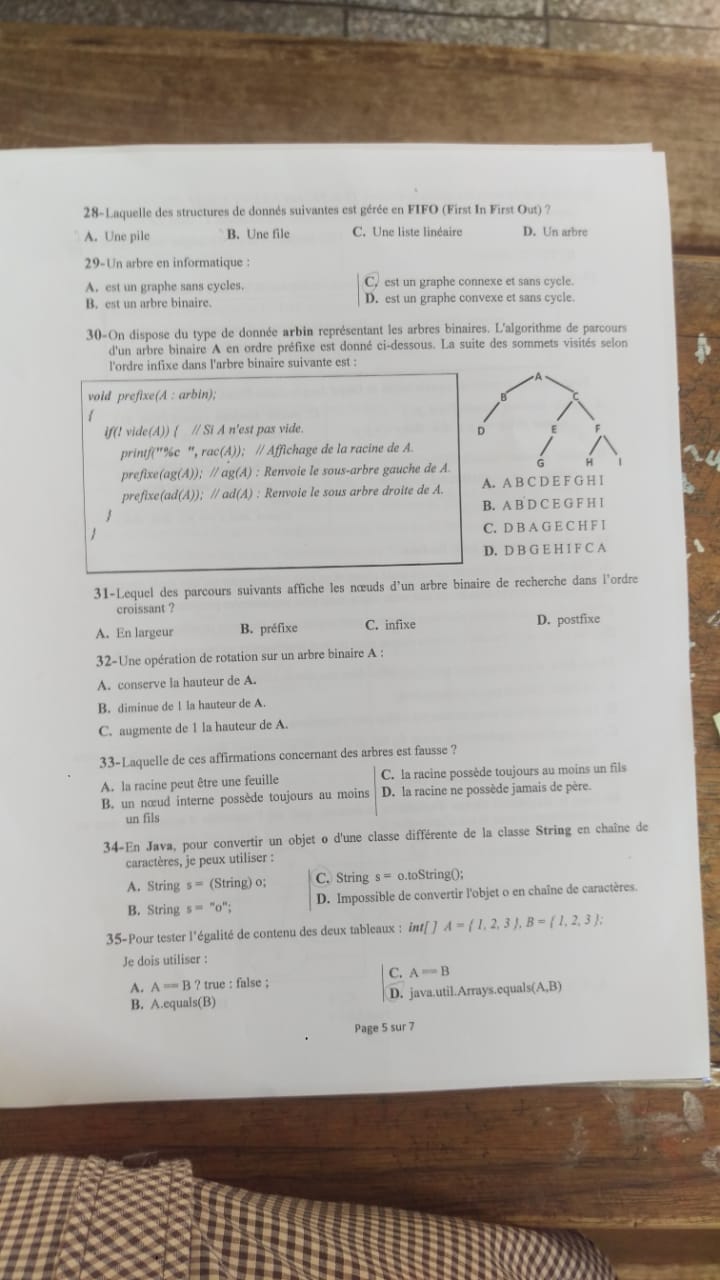 28-Laquelle des structures de donnés suivantes est gérée en FIFO (First In First Out) ?
A. Une pile B. Une file C. Une liste linéaire D. Un arbre
29-Un arbre en informatique :
A. est un graphe sans cycles.
B. est un arbre binaire.
C. est un graphe connexe et sans cycle.
D. est un graphe convexe et sans cycle.
30-On dispose du type de donnée arbin représentant les arbres binaires. L'algorithme de parcours
d'un arbre binaire A en ordre préfixe est donné ci-dessous. La suite des sommets visités selon
l'ordre infixe dans l'arbre binaire suivante est :
void prefixe(A : arbin);
{
if(! vide(A)) { // Si A n'est pas vide.
printf("%c ", rac(A)); // Affichage de la racine de A.
prefixe(ag(A)); // ag(A) : Renvoie le sous-arbre gauche de A.
prefixe(ad(A)); // ad(A) : Renvoie le sous arbre droite de A.
}
}
A
B C
D E F
G H I
A. A B C D E F G H I
B. A B D C E G F H I
C. D B A G E C H F I
D. D B G E H I F C A
31-Lequel des parcours suivants affiche les nœuds d'un arbre binaire de recherche dans l'ordre
croissant ?
A. En largeur B. préfixe C. infixe D. postfixe
32-Une opération de rotation sur un arbre binaire A :
A. conserve la hauteur de A.
B. diminue de 1 la hauteur de A.
C. augmente de 1 la hauteur de A.
33-Laquelle de ces affirmations concernant des arbres est fausse ?
A. la racine peut être une feuille
B. un nœud interne possède toujours au moins
un fils
C. la racine possède toujours au moins un fils
D. la racine ne possède jamais de père.
34-En Java, pour convertir un objet o d'une classe différente de la classe String en chaîne de
caractères, je peux utiliser :
A. String s = (String) o;
B. String s = "o";
C. String s = o.toString();
D. Impossible de convertir l'objet o en chaîne de caractères.
35-Pour tester l'égalité de contenu des deux tableaux : int[ ] A = { 1, 2, 3 }, B = { 1, 2, 3 };
Je dois utiliser :
A. A == B ? true : false ;
B. A.equals(B)
C. A == B
D. java.util.Arrays.equals(A,B)
Page 5 sur 7